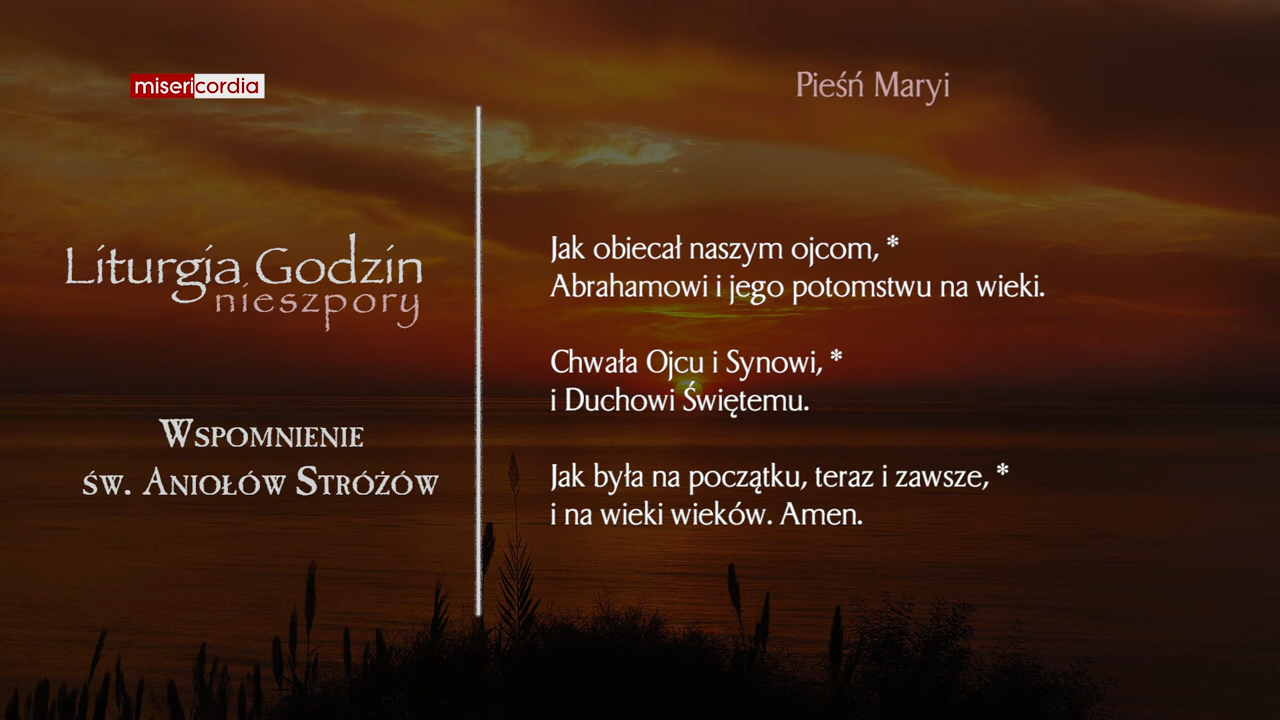 misericordia
Pieśń Maryi
Liturgia Godzin
nieszpory
Wspomnienie
św. Aniołów Stróżów
Jak obiecał naszym ojcom, *
Abrahamowi i jego potomstwu na wieki.
Chwała Ojcu i Synowi, *
i Duchowi Świętemu.
Jak była na początku, teraz i zawsze, *
i na wieki wieków. Amen.